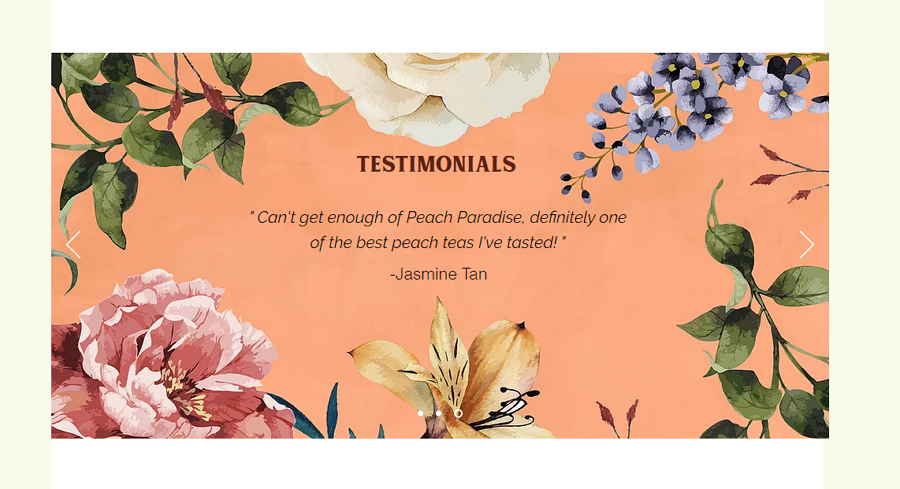 TESTIMONIALS
" Can't get enough of Peach Paradise, definitely one
of the best peach teas I've tasted! "
-Jasmine Tan